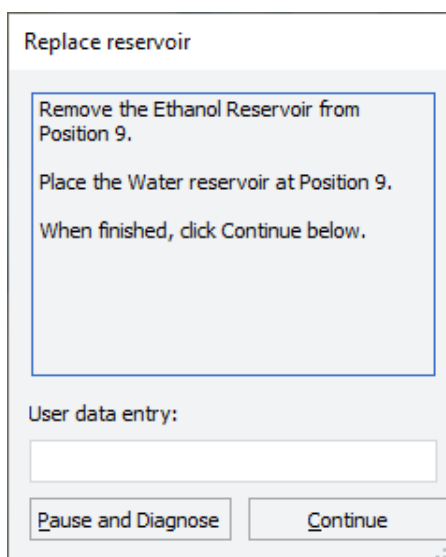 Replace reservoir
Remove the Ethanol Reservoir from
Position 9.
Place the Water reservoir at Position 9.
When finished, click Continue below.
User data entry:
Pause and Diagnose
Continue